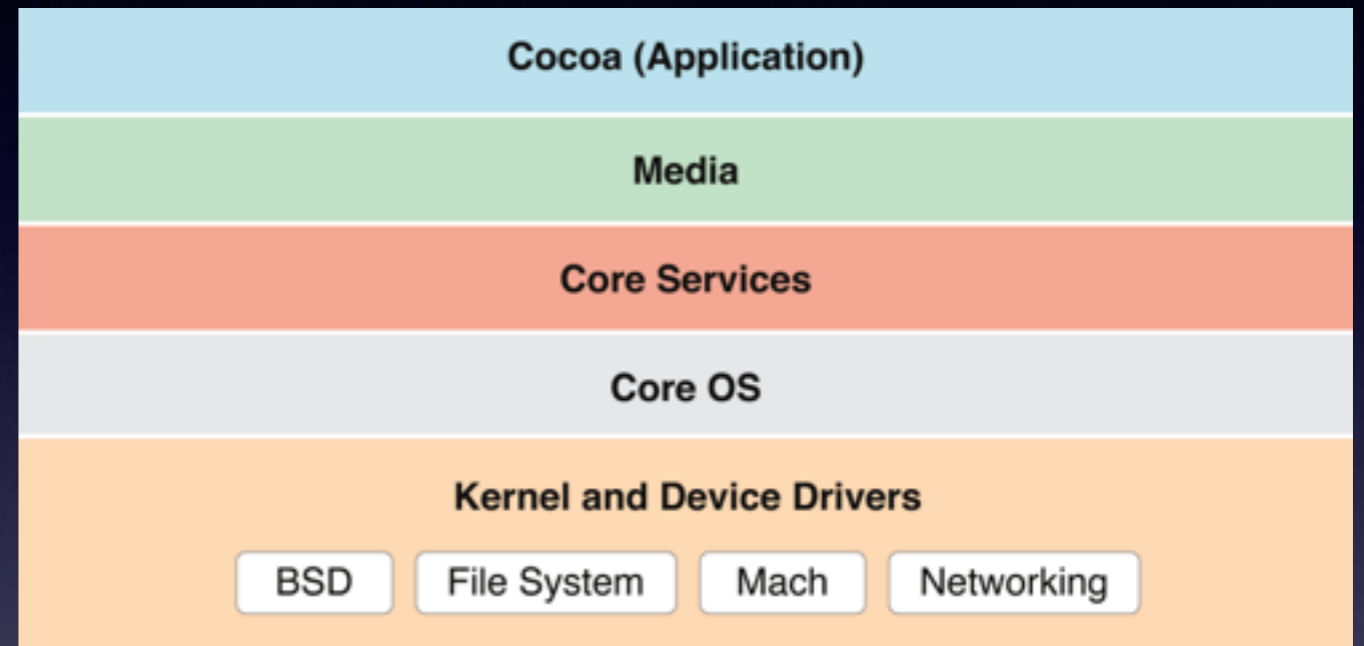 Cocoa (Application)
Media
Core Services
Core OS
Kernel and Device Drivers
BSD File System Mach Networking